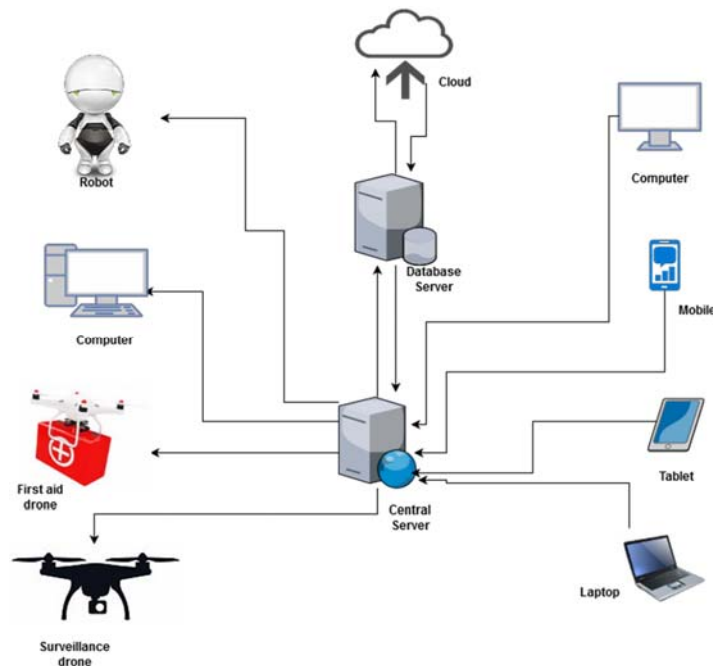 Cloud
Robot
Computer
Database
Server
Mobile
Computer
First aid
drone
Central
Server
Tablet
Laptop
Surveillance
drone